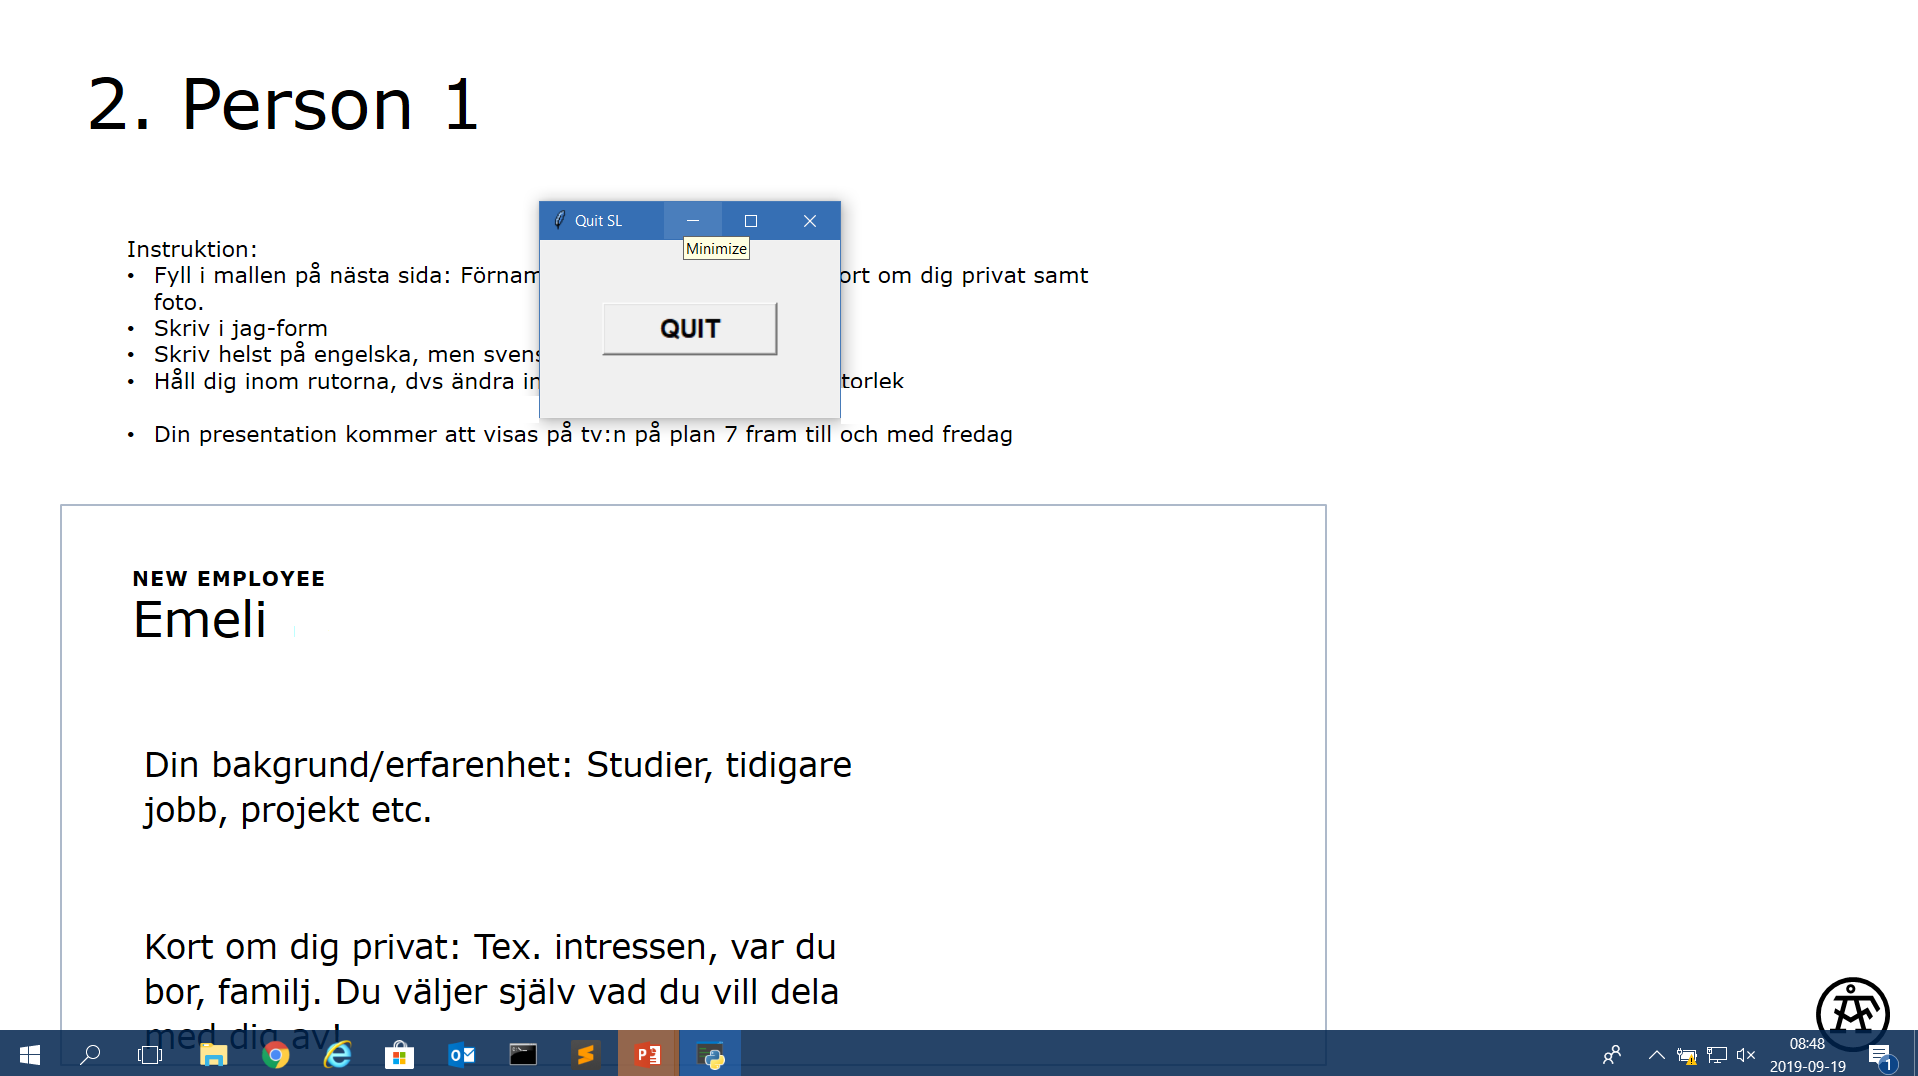 2. Person 1
Quit SL
Minimize
QUIT
Instruktion:
• Fyll i mallen på nästa sida: Förnam ort om dig privat samt
foto.
• Skriv i jag-form
• Skriv helst på engelska, men svens
• Håll dig inom rutorna, dvs ändra in torlek
• Din presentation kommer att visas på tv:n på plan 7 fram till och med fredag
NEW EMPLOYEE
Emeli
Din bakgrund/erfarenhet: Studier, tidigare
jobb, projekt etc.
Kort om dig privat: Tex. intressen, var du
bor, familj. Du väljer själv vad du vill dela
med dig av!
08:48
2019-09-19
1